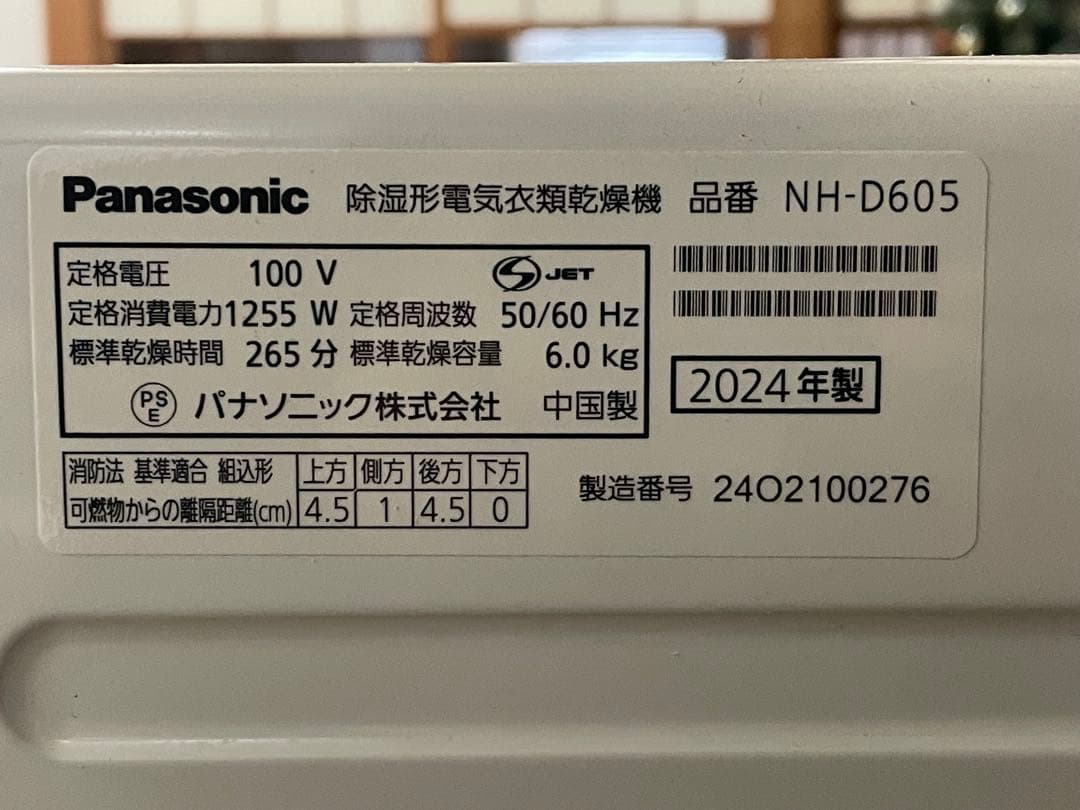 Panasonic 除湿形電気衣類乾燥機 品番 NH-D605
定格電圧 100 V JET
定格消費電力 1255 W 定格周波数 50/60 Hz
標準乾燥時間 265 分 標準乾燥容量 6.0 kg
PS E パナソニック株式会社 中国製
2024年製
消防法 基準適合 組込形 上方 側方 後方 下方
可燃物からの離隔距離(cm) 4.5 1 4.5 0
製造番号 24O2100276